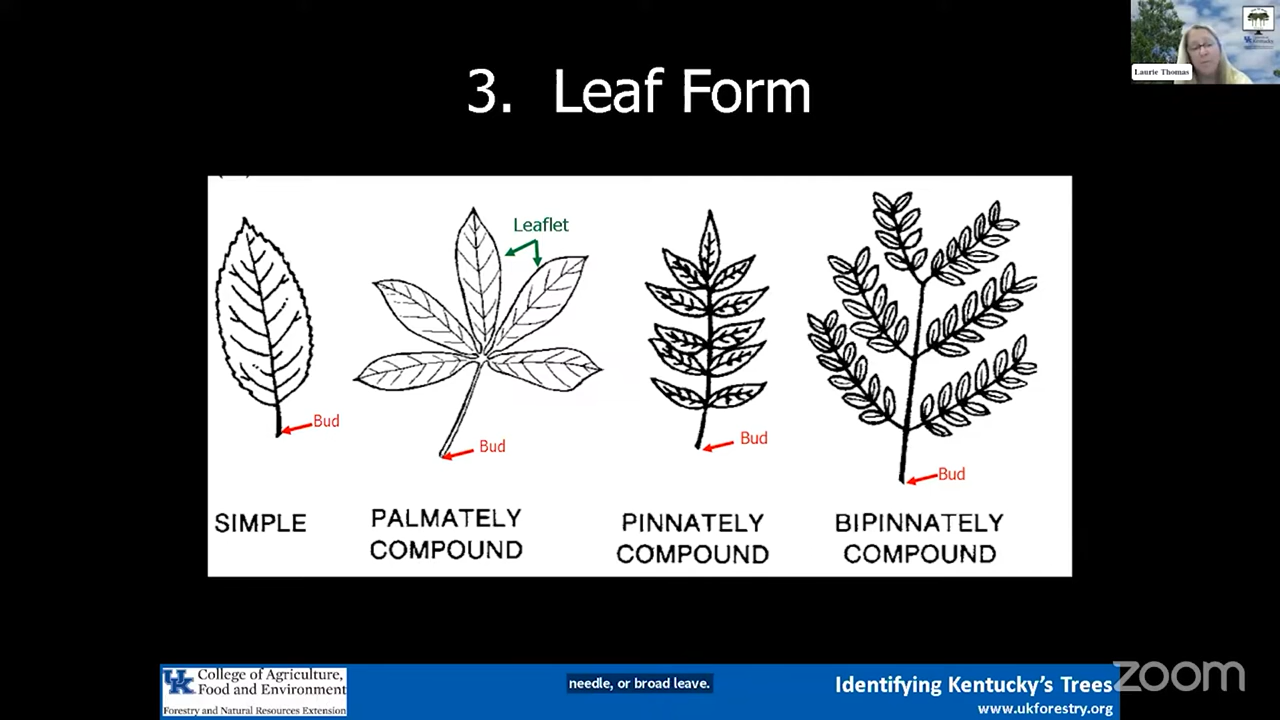 Laurie Thomas
3. Leaf Form
Leaflet
Bud
Bud
Bud
Bud
SIMPLE
PALMATELY
COMPOUND
PINNATELY
COMPOUND
BIPINNATELY
COMPOUND
UK
College of Agriculture,
Food and Environment
Forestry and Natural Resources Extension
needle, or broad leave.
Identifying Kentucky's Trees
www.ukforestry.org
zoom